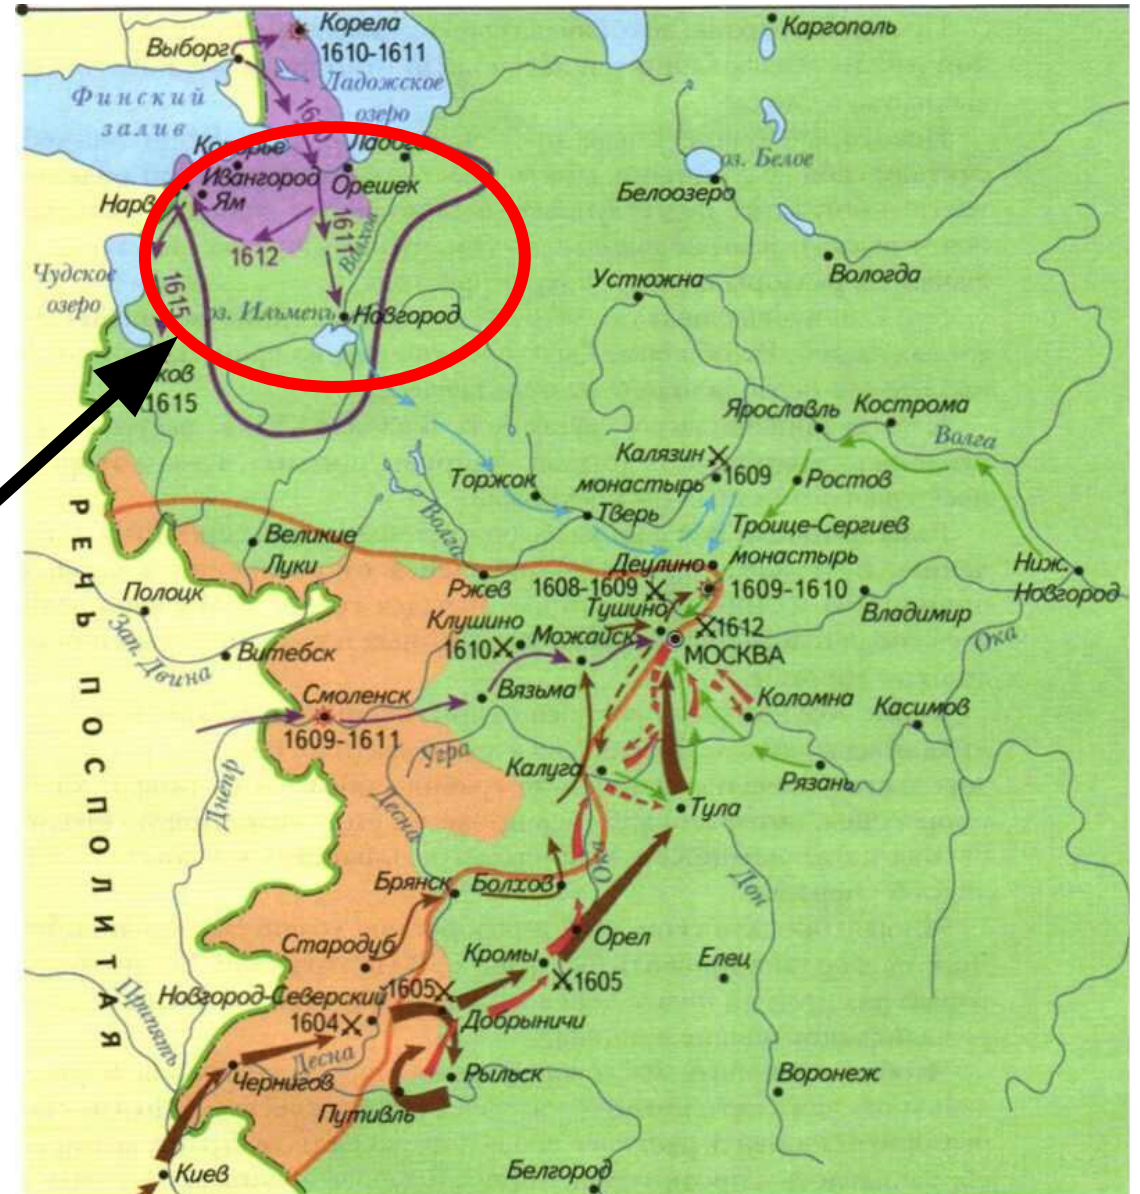 Корела
1610-1611
Каргополь
Выборг
Ладожское
озеро
Финский
залив
оз. Белое
Белоозеро
Ивангород
Ям
Орешек
1611
1612
Волхов
Чудское
озеро
1615
оз. Ильмень
Новгород
1615
Устюжна
Вологда
Ярославль
Кострома
Волга
Калязин
монастырь
1609
Ростов
Торжок
Тверь
Троице-Сергиев
монастырь
1609-1610
Волга
Великие
Луки
Ржев
Деулино
1608-1609
Тушино
Ниж.
Новгород
Владимир
Полоцк
Зап. Двина
Витебск
Клушино
1610
Можайск
1612
МОСКВА
Ока
РЕЧЬ ПОСПОЛИТАЯ
Смоленск
1609-1611
Вязьма
Коломна
Касимов
Угра
Калуга
Рязань
Днепр
Десна
Тула
Ока
Дон
Брянск
Болхов
Стародуб
Орел
Кромы
1605
Елец
Новгород-Северский
1605
1604
Добрыничи
Припять
Десна
Чернигов
Рыльск
Путивль
Воронеж
Киев
Белгород